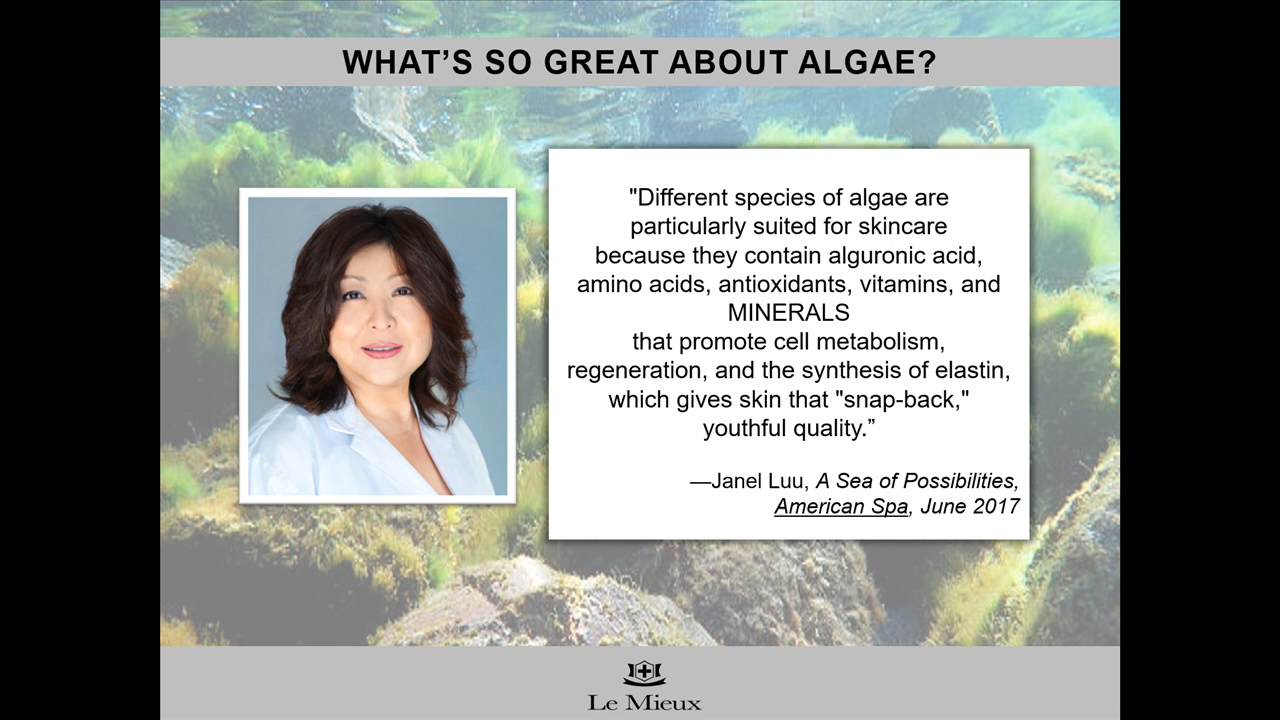 WHAT’S SO GREAT ABOUT ALGAE?
"Different species of algae are
particularly suited for skincare
because they contain alguronic acid,
amino acids, antioxidants, vitamins, and
MINERALS
that promote cell metabolism,
regeneration, and the synthesis of elastin,
which gives skin that "snap-back,"
youthful quality.”
—Janel Luu, A Sea of Possibilities,
American Spa, June 2017
Le Mieux